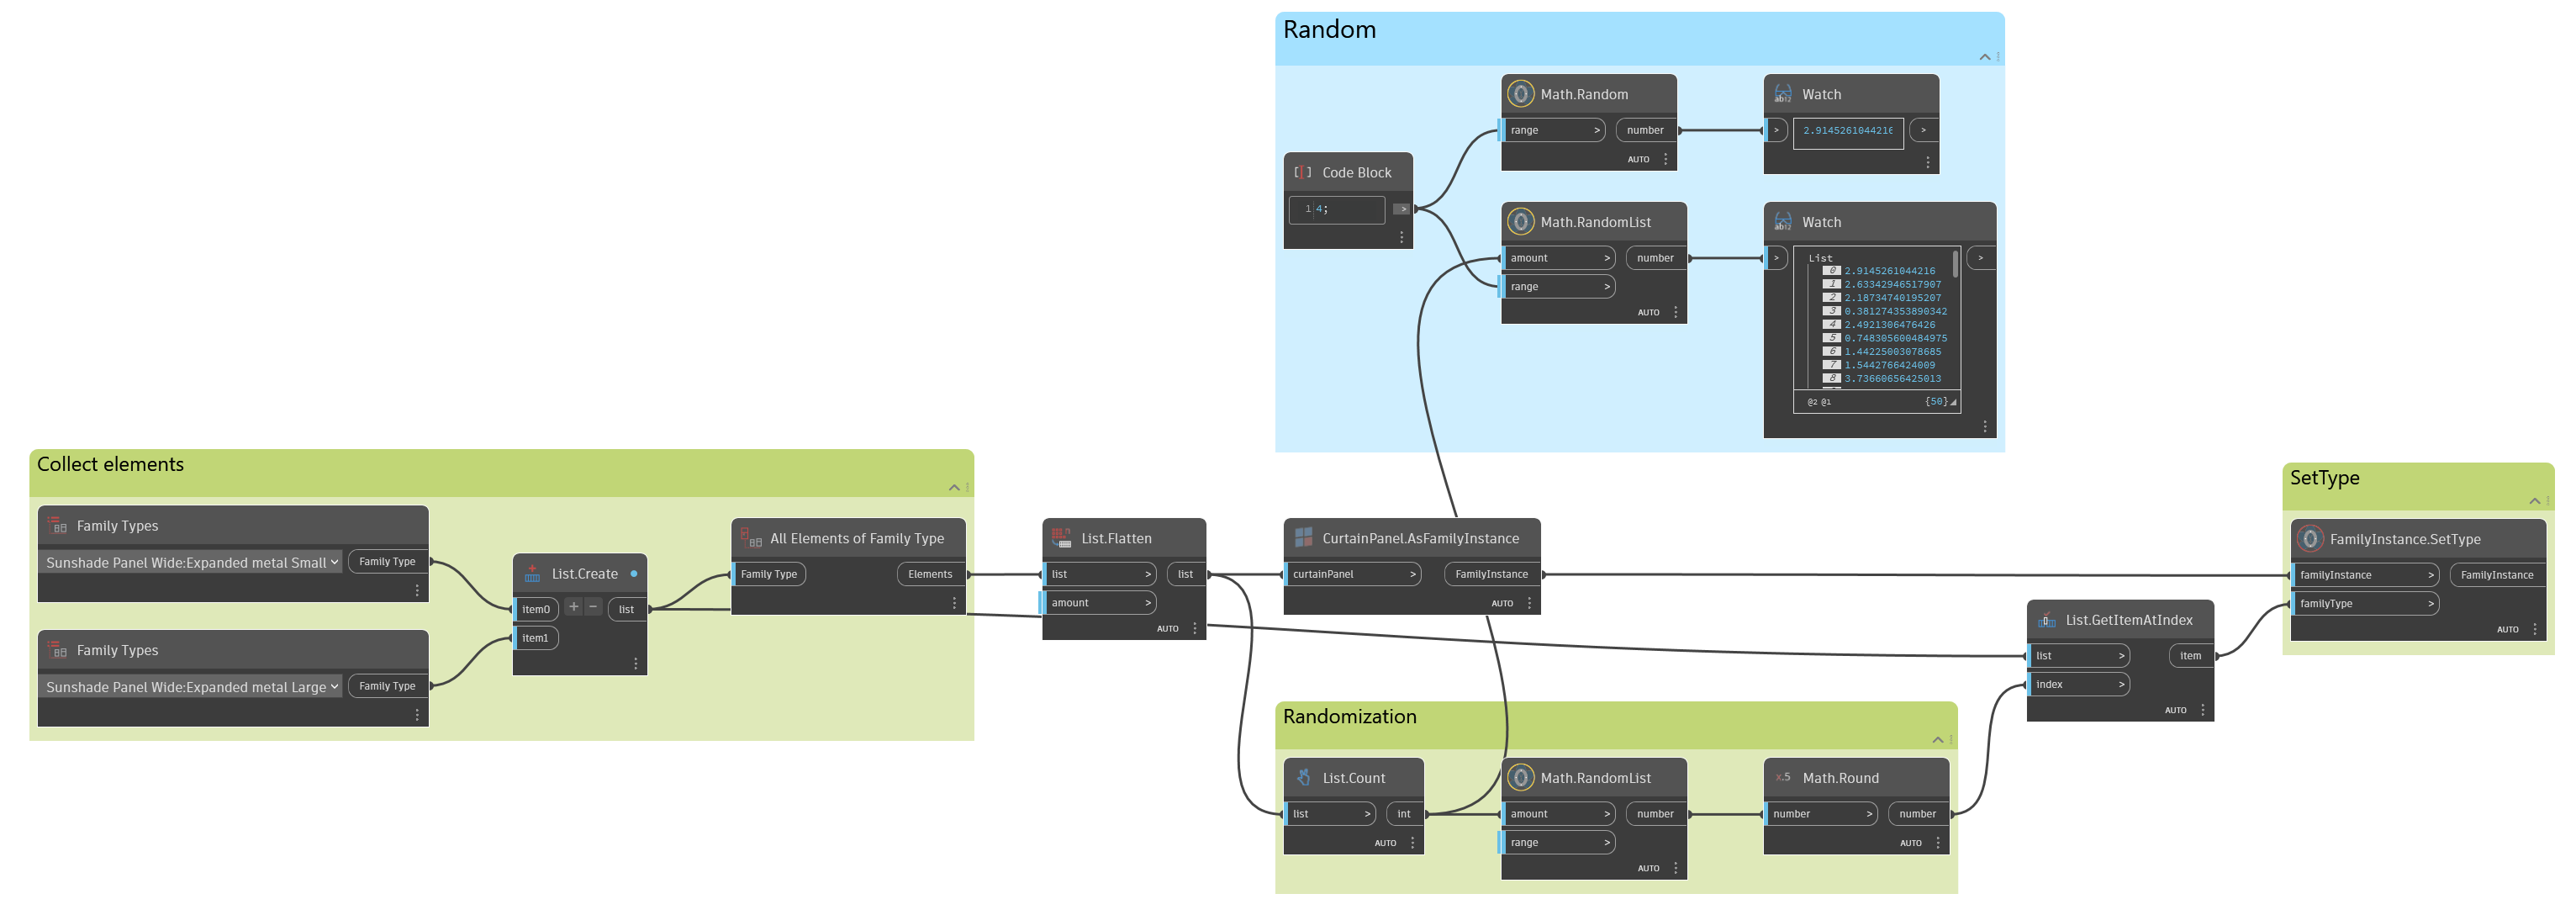 Random
Math.Random
range >
number
AUTO
Watch
>
2.9145261044216
>
Code Block
1 4;
>
Math.RandomList
amount >
number
range >
AUTO
Watch
>
List
>
0 2.9145261044216
1 2.63342946517907
2 2.18734740195207
3 0.381274353890342
4 2.4921306476426
5 0.748305600484975
6 1.44225003078685
7 1.5442766424009
8 3.73660656425013
@2 @1
{50}
Collect elements
Family Types
Sunshade Panel Wide:Expanded metal Small
Family Type
Family Types
Sunshade Panel Wide:Expanded metal Large
Family Type
List.Create
item0 + − list
item1
All Elements of Family Type
Family Type
Elements
List.Flatten
list >
list
amount >
AUTO
CurtainPanel.AsFamilyInstance
curtainPanel >
FamilyInstance
AUTO
Randomization
List.Count
list >
int
AUTO
Math.RandomList
amount >
number
range >
AUTO
x.5 Math.Round
number >
number
AUTO
List.GetItemAtIndex
list >
item
index >
AUTO
SetType
FamilyInstance.SetType
familyInstance >
FamilyInstance
familyType >
AUTO